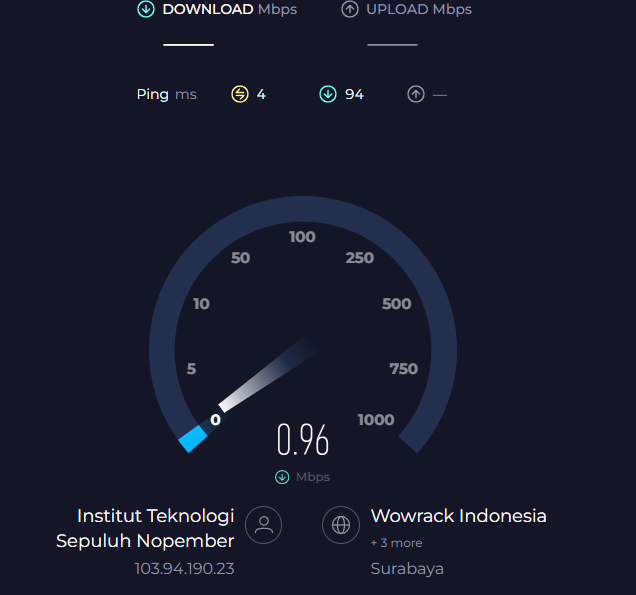 DOWNLOAD Mbps
UPLOAD Mbps
Ping ms 4 94 —
100
50 250
10 500
5 750
0 1000
0.96
Mbps
Institut Teknologi
Sepuluh Nopember
103.94.190.23
Wowrack Indonesia
+ 3 more
Surabaya